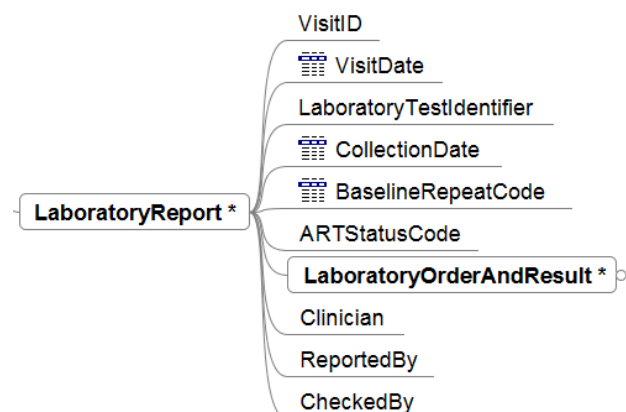 VisitID
VisitDate
LaboratoryTestIdentifier
CollectionDate
BaselineRepeatCode
LaboratoryReport *
ARTStatusCode
LaboratoryOrderAndResult *
Clinician
ReportedBy
CheckedBy